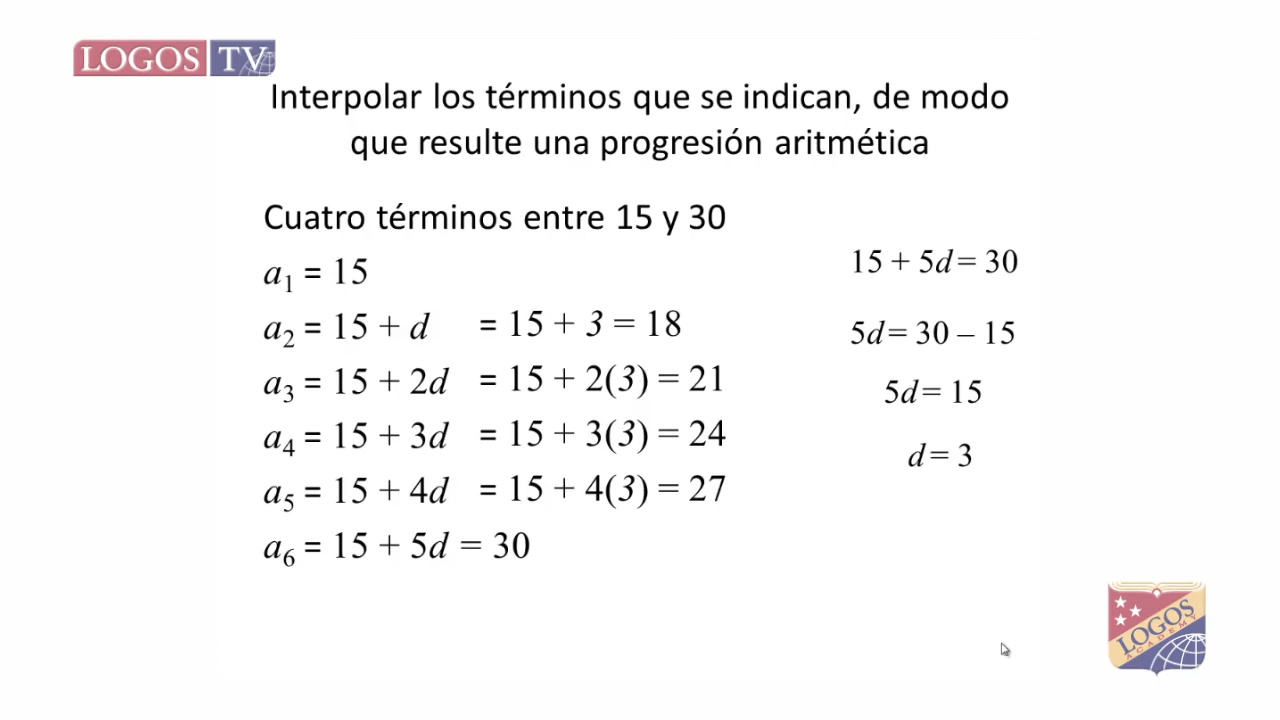 LOGOS TV
Interpolar los términos que se indican, de modo
que resulte una progresión aritmética
Cuatro términos entre 15 y 30
a₁ = 15
a₂ = 15 + d = 15 + 3 = 18
a₃ = 15 + 2d = 15 + 2(3) = 21
a₄ = 15 + 3d = 15 + 3(3) = 24
a₅ = 15 + 4d = 15 + 4(3) = 27
a₆ = 15 + 5d = 30
15 + 5d = 30
5d = 30 – 15
5d = 15
d = 3
LOGOS
ACADEMY